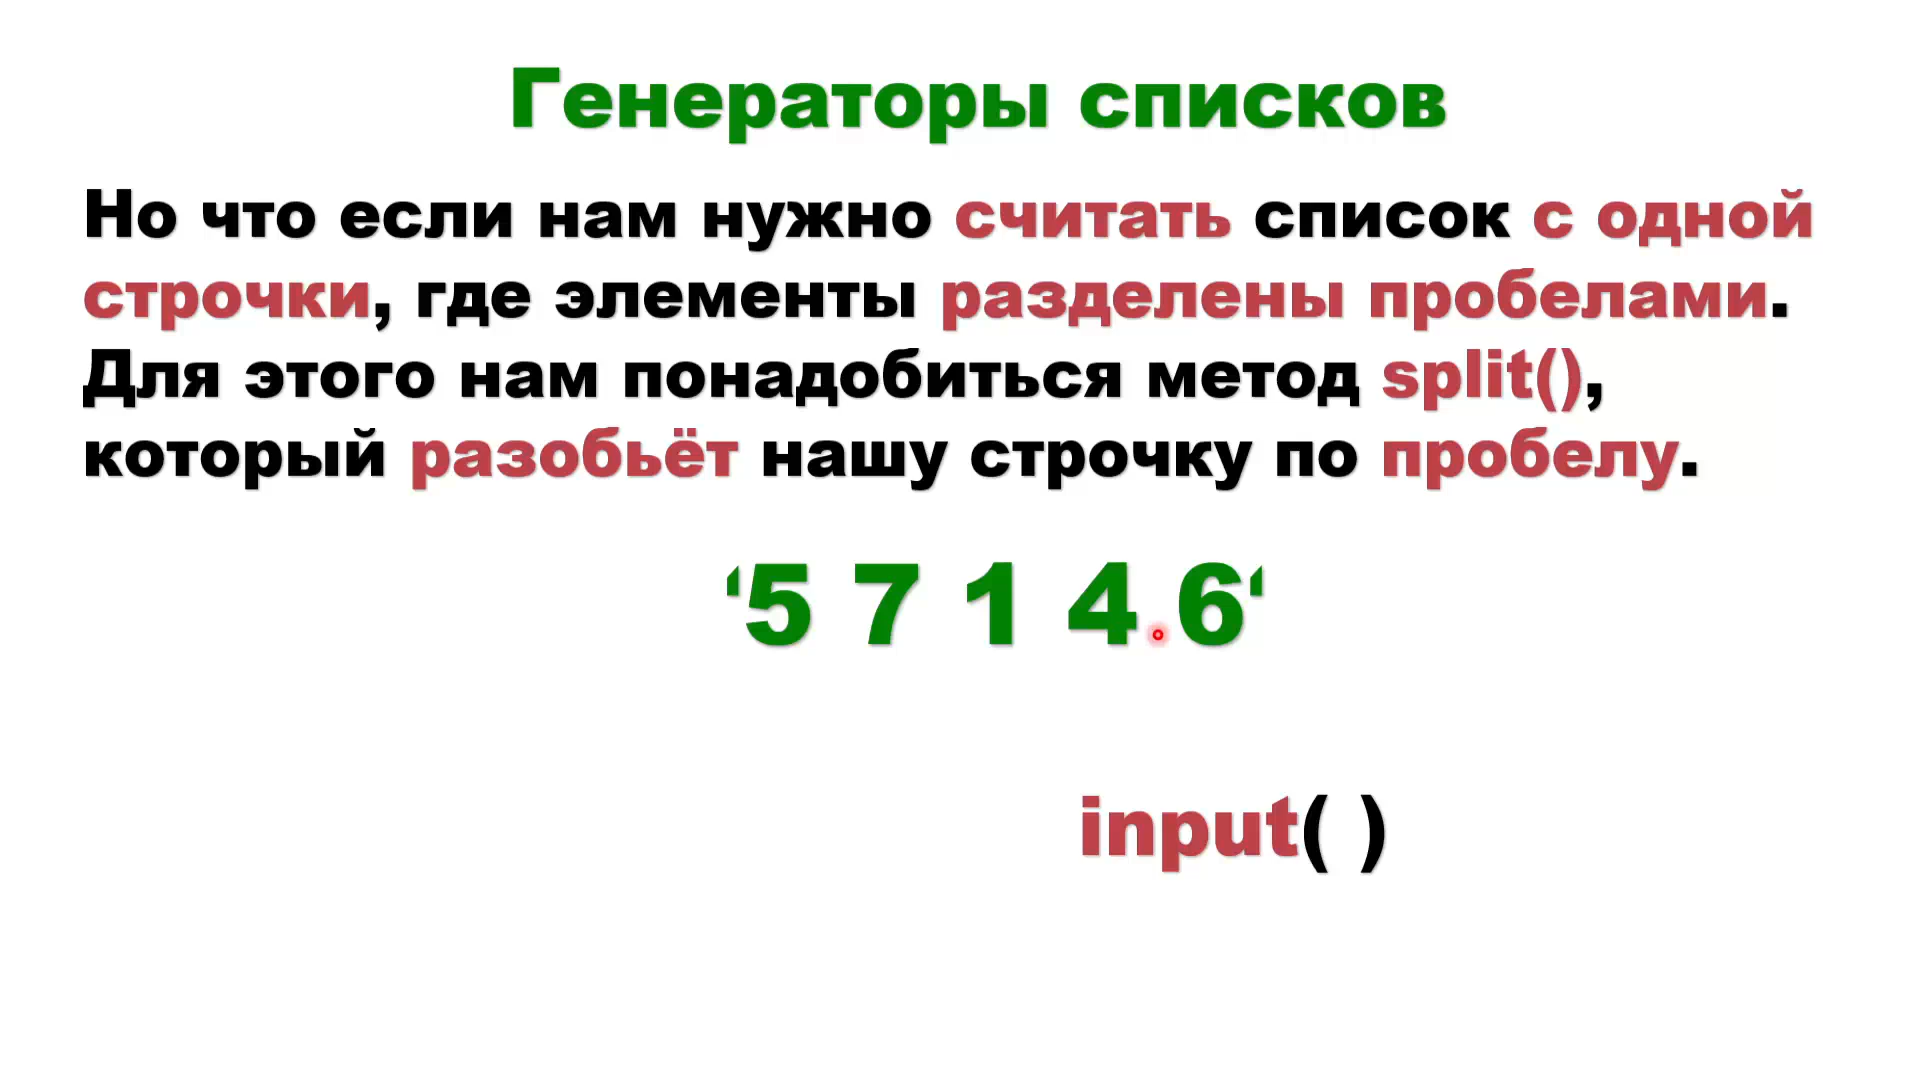 Генераторы списков
Но что если нам нужно считать список с одной
строчки, где элементы разделены пробелами.
Для этого нам понадобиться метод split(),
который разобьёт нашу строчку по пробелу.
‘5 7 1 4 6‘
input( )